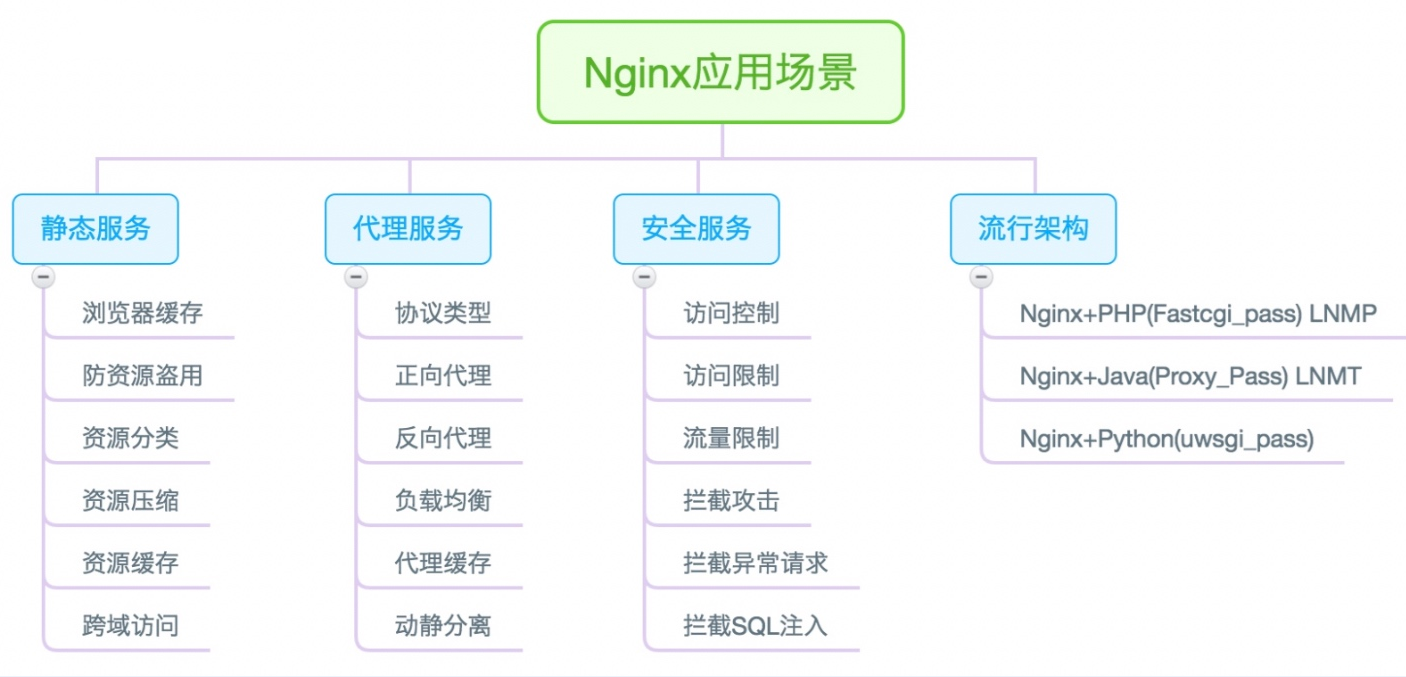 Nginx应用场景
静态服务
浏览器缓存
防资源盗用
资源分类
资源压缩
资源缓存
跨域访问
代理服务
协议类型
正向代理
反向代理
负载均衡
代理缓存
动静分离
安全服务
访问控制
访问限制
流量限制
拦截攻击
拦截异常请求
拦截SQL注入
流行架构
Nginx+PHP(Fastcgi_pass) LNMP
Nginx+Java(Proxy_Pass) LNMT
Nginx+Python(uwsgi_pass)